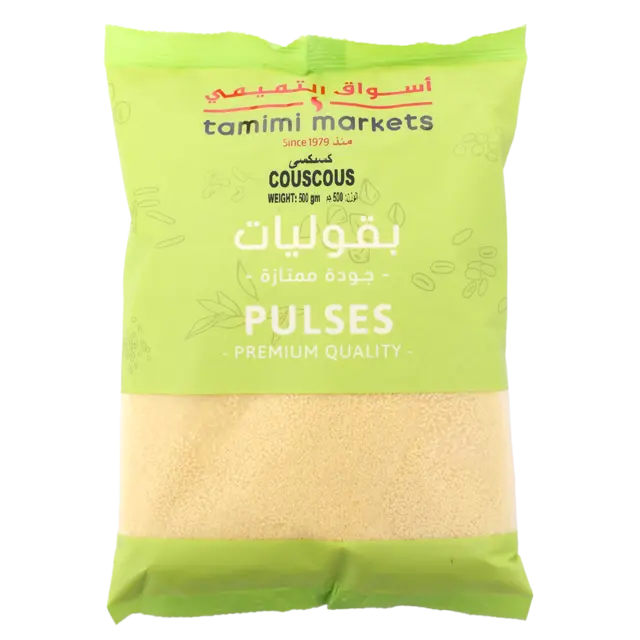 أسواق التميمي
tamimi markets
Since 1979 منذ
كسكسي
COUSCOUS
WEIGHT: 500 gm الوزن: 500 جم
بقوليات
- جودة ممتازة -
PULSES
- PREMIUM QUALITY -